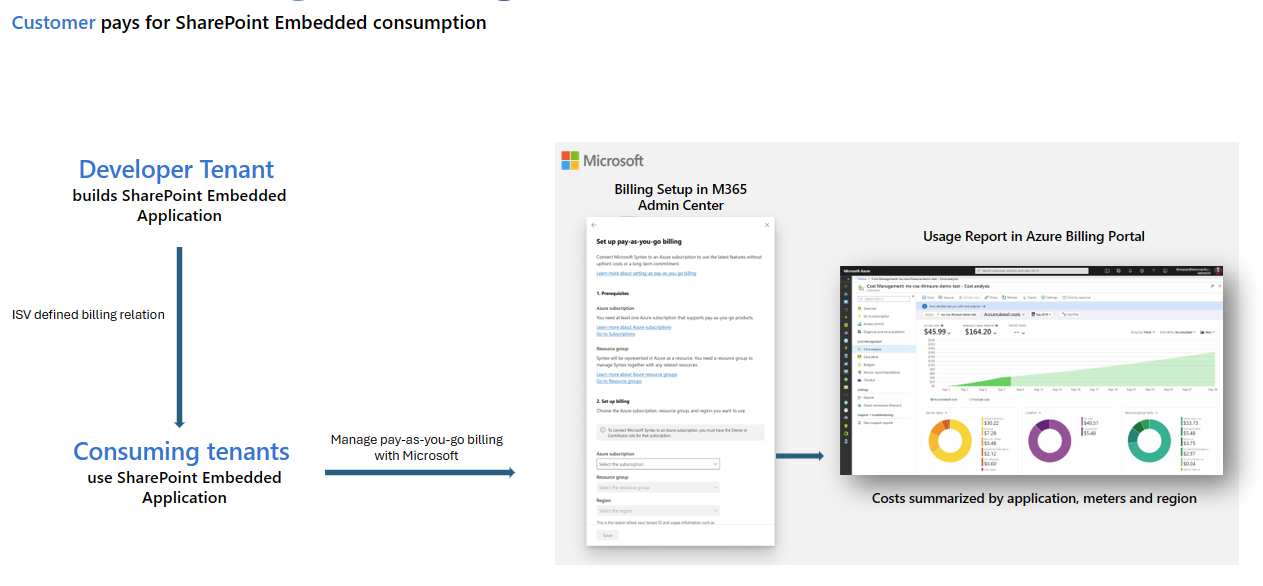 Customer pays for SharePoint Embedded consumption
Developer Tenant
builds SharePoint Embedded
Application
ISV defined billing relation
Consuming tenants
use SharePoint Embedded
Application
Manage pay-as-you-go billing
with Microsoft
Microsoft
Billing Setup in M365
Admin Center
Set up pay-as-you-go billing
Connect Microsoft Syntex to an Azure subscription to use the latest features without
upfront costs or a long-term commitment.
Learn more about setting up pay-as-you-go billing
1. Prerequisites
Azure subscription
You need at least one Azure subscription that supports pay-as-you-go products.
Learn more about Azure subscriptions
Go to Subscriptions
Resource group
Syntex will be represented in Azure as a resource. You need a resource group to
manage Syntex together with any related resources.
Learn more about Azure resource groups
Go to Resource groups
2. Set up billing
Choose the Azure subscription, resource group, and region you want to use
To connect Microsoft Syntex to an Azure subscription, you must have the Owner or
Contributor role for that subscription.
Azure subscription
Select the subscription
Resource group
Select the resource group
Region
Select the region
This is the region where your tenant ID and usage information such as
Save
Usage Report in Azure Billing Portal
Microsoft Azure
Cost analysis
Overview
Cost Management
Cost analysis
Budgets
Settings
Accumulated costs
Sep 2019
$45.99
$164.20
$30.22
$7.26
$3.48
$2.12
$0.60
$40.51
$5.48
$33.75
$5.48
$3.75
$2.97
$0.04
Costs summarized by application, meters and region